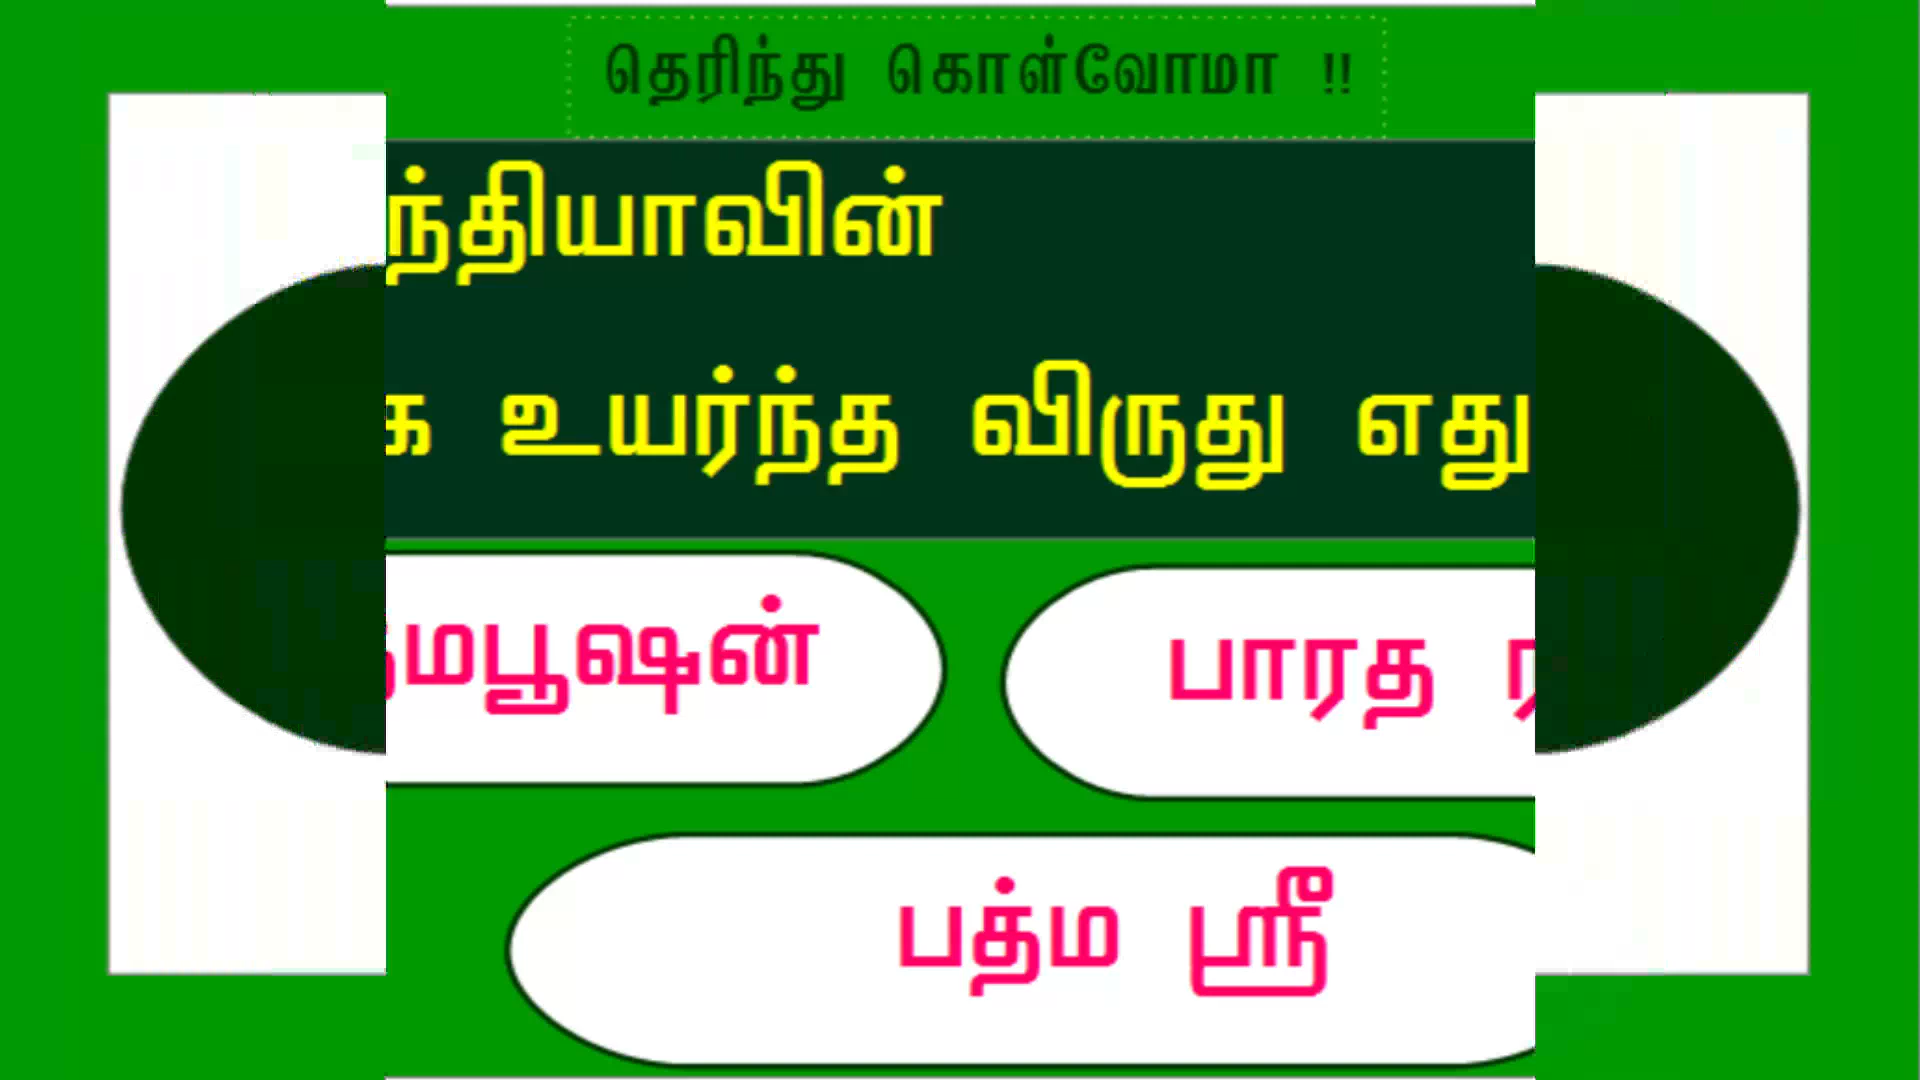 தெரிந்து கொள்வோமா !!
ந்தியாவின்
க உயர்ந்த விருது எது
மபூஷன்
பாரத
பத்ம ஸ்ரீ